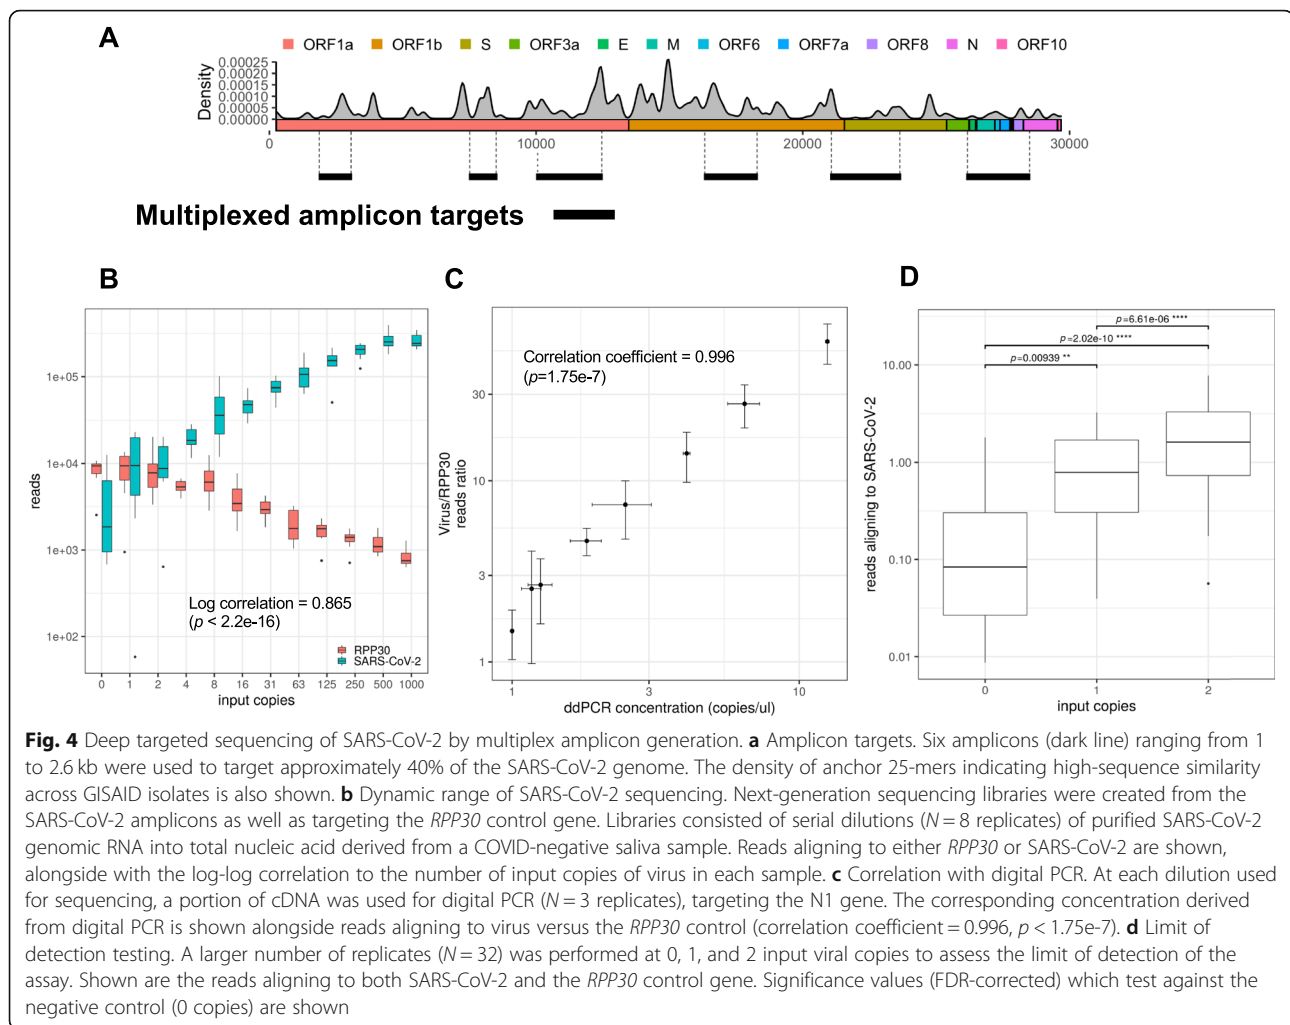 A
ORF1a ORF1b S ORF3a E M ORF6 ORF7a ORF8 N ORF10
Density
0.00025
0.00020
0.00015
0.00010
0.00005
0.00000
0 10000 20000 30000
Multiplexed amplicon targets
B
reads
1e+05
1e+04
1e+03
1e+02
Log correlation = 0.865
(p < 2.2e-16)
RPP30
SARS-CoV-2
0 1 2 4 8 16 31 63 125 250 500 1000
input copies
C
Virus/RPP30
reads ratio
30
10
3
1
Correlation coefficient = 0.996
(p=1.75e-7)
1 3 10
ddPCR concentration (copies/ul)
D
reads aligning to SARS-CoV-2
10.00
1.00
0.10
0.01
p=6.61e-06 ****
p=2.02e-10 ****
p=0.00939 **
0 1 2
input copies
Fig. 4 Deep targeted sequencing of SARS-CoV-2 by multiplex amplicon generation. a Amplicon targets. Six amplicons (dark line) ranging from 1
to 2.6 kb were used to target approximately 40% of the SARS-CoV-2 genome. The density of anchor 25-mers indicating high-sequence similarity
across GISAID isolates is also shown. b Dynamic range of SARS-CoV-2 sequencing. Next-generation sequencing libraries were created from the
SARS-CoV-2 amplicons as well as targeting the RPP30 control gene. Libraries consisted of serial dilutions (N = 8 replicates) of purified SARS-CoV-2
genomic RNA into total nucleic acid derived from a COVID-negative saliva sample. Reads aligning to either RPP30 or SARS-CoV-2 are shown,
alongside with the log-log correlation to the number of input copies of virus in each sample. c Correlation with digital PCR. At each dilution used
for sequencing, a portion of cDNA was used for digital PCR (N = 3 replicates), targeting the N1 gene. The corresponding concentration derived
from digital PCR is shown alongside reads aligning to virus versus the RPP30 control (correlation coefficient = 0.996, p < 1.75e-7). d Limit of
detection testing. A larger number of replicates (N = 32) was performed at 0, 1, and 2 input viral copies to assess the limit of detection of the
assay. Shown are the reads aligning to both SARS-CoV-2 and the RPP30 control gene. Significance values (FDR-corrected) which test against the
negative control (0 copies) are shown